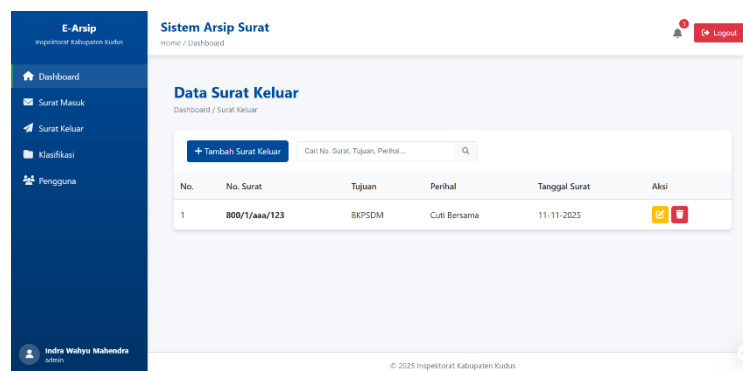 E-Arsip
Inspektorat Kabupaten Kudus
Dashboard
Surat Masuk
Surat Keluar
Klasifikasi
Pengguna
Indra Wahyu Mahendra
admin
Sistem Arsip Surat
Home / Dashboard
Logout
Data Surat Keluar
Dashboard / Surat Keluar
+ Tambah Surat Keluar
Cari No. Surat, Tujuan, Perihal...
No. No. Surat Tujuan Perihal Tanggal Surat Aksi
1 800/1/aaa/123 BKPSDM Cuti Bersama 11-11-2025
© 2025 Inspektorat Kabupaten Kudus